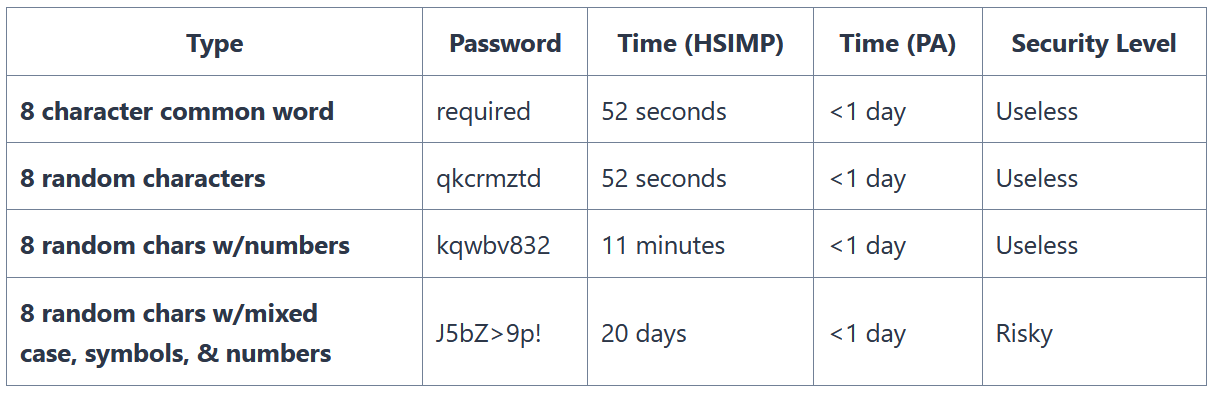 Type Password Time (HSIMP) Time (PA) Security Level
8 character common word required 52 seconds <1 day Useless
8 random characters qkcrmztd 52 seconds <1 day Useless
8 random chars w/numbers kqwbv832 11 minutes <1 day Useless
8 random chars w/mixed
case, symbols, & numbers J5bZ>9p! 20 days <1 day Risky